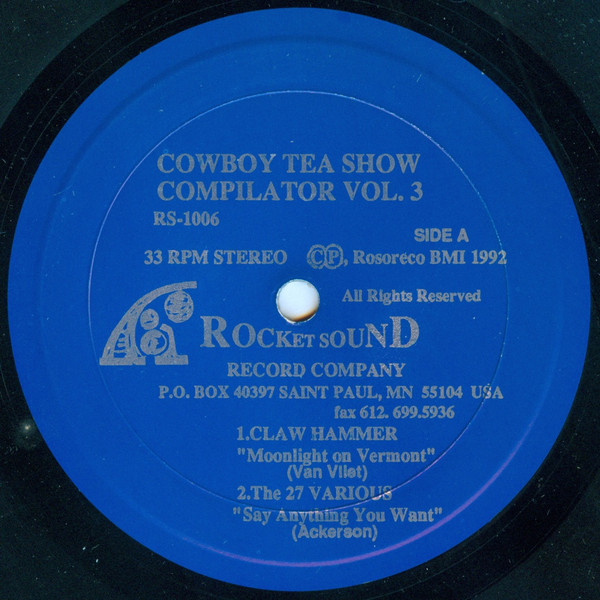 COWBOY TEA SHOW
COMPILATOR VOL. 3
RS-1006
SIDE A
33 RPM STEREO ©℗, Rosoreco BMI 1992
All Rights Reserved
ROCKET SOUND
RECORD COMPANY
P.O. BOX 40397 SAINT PAUL, MN 55104 USA
fax 612. 699.5936
1.CLAW HAMMER
"Moonlight on Vermont"
(Van Vliet)
2.The 27 VARIOUS
"Say Anything You Want"
(Ackerson)